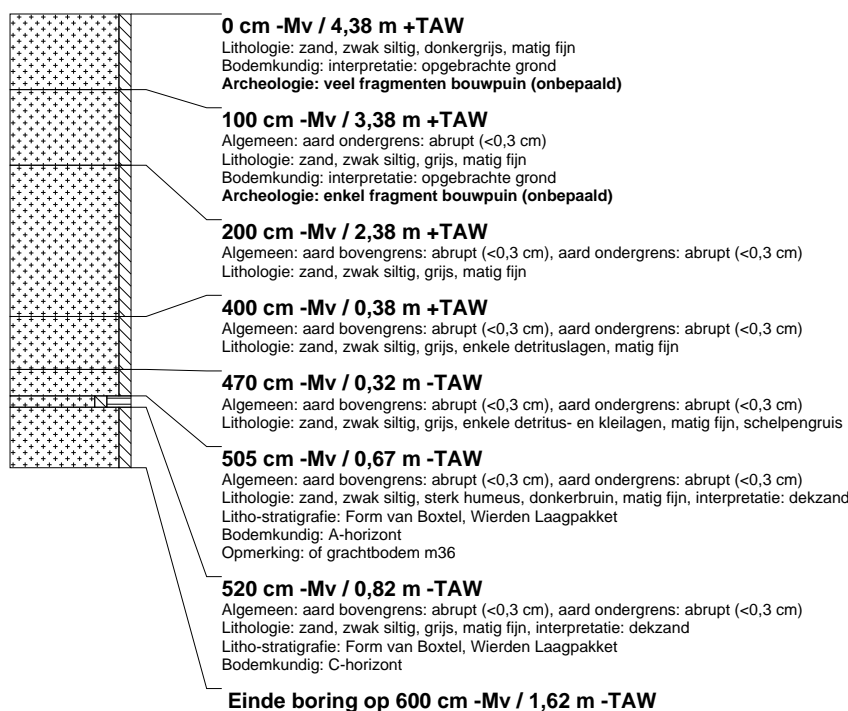 0 cm -Mv / 4,38 m +TAW
Lithologie: zand, zwak siltig, donkergrijs, matig fijn
Bodemkundig: interpretatie: opgebrachte grond
Archeologie: veel fragmenten bouwpuin (onbepaald)
100 cm -Mv / 3,38 m +TAW
Algemeen: aard ondergrens: abrupt (<0,3 cm)
Lithologie: zand, zwak siltig, grijs, matig fijn
Bodemkundig: interpretatie: opgebrachte grond
Archeologie: enkel fragment bouwpuin (onbepaald)
200 cm -Mv / 2,38 m +TAW
Algemeen: aard bovengrens: abrupt (<0,3 cm), aard ondergrens: abrupt (<0,3 cm)
Lithologie: zand, zwak siltig, grijs, matig fijn
400 cm -Mv / 0,38 m +TAW
Algemeen: aard bovengrens: abrupt (<0,3 cm), aard ondergrens: abrupt (<0,3 cm)
Lithologie: zand, zwak siltig, grijs, enkele detrituslagen, matig fijn
470 cm -Mv / 0,32 m -TAW
Algemeen: aard bovengrens: abrupt (<0,3 cm), aard ondergrens: abrupt (<0,3 cm)
Lithologie: zand, zwak siltig, grijs, enkele detritus- en kleilagen, matig fijn, schelpengruis
505 cm -Mv / 0,67 m -TAW
Algemeen: aard bovengrens: abrupt (<0,3 cm), aard ondergrens: abrupt (<0,3 cm)
Lithologie: zand, zwak siltig, sterk humeus, donkerbruin, matig fijn, interpretatie: dekzand
Litho-stratigrafie: Form van Boxtel, Wierden Laagpakket
Bodemkundig: A-horizont
Opmerking: of grachtbodem m36
520 cm -Mv / 0,82 m -TAW
Algemeen: aard bovengrens: abrupt (<0,3 cm), aard ondergrens: abrupt (<0,3 cm)
Lithologie: zand, zwak siltig, grijs, matig fijn, interpretatie: dekzand
Litho-stratigrafie: Form van Boxtel, Wierden Laagpakket
Bodemkundig: C-horizont
Einde boring op 600 cm -Mv / 1,62 m -TAW